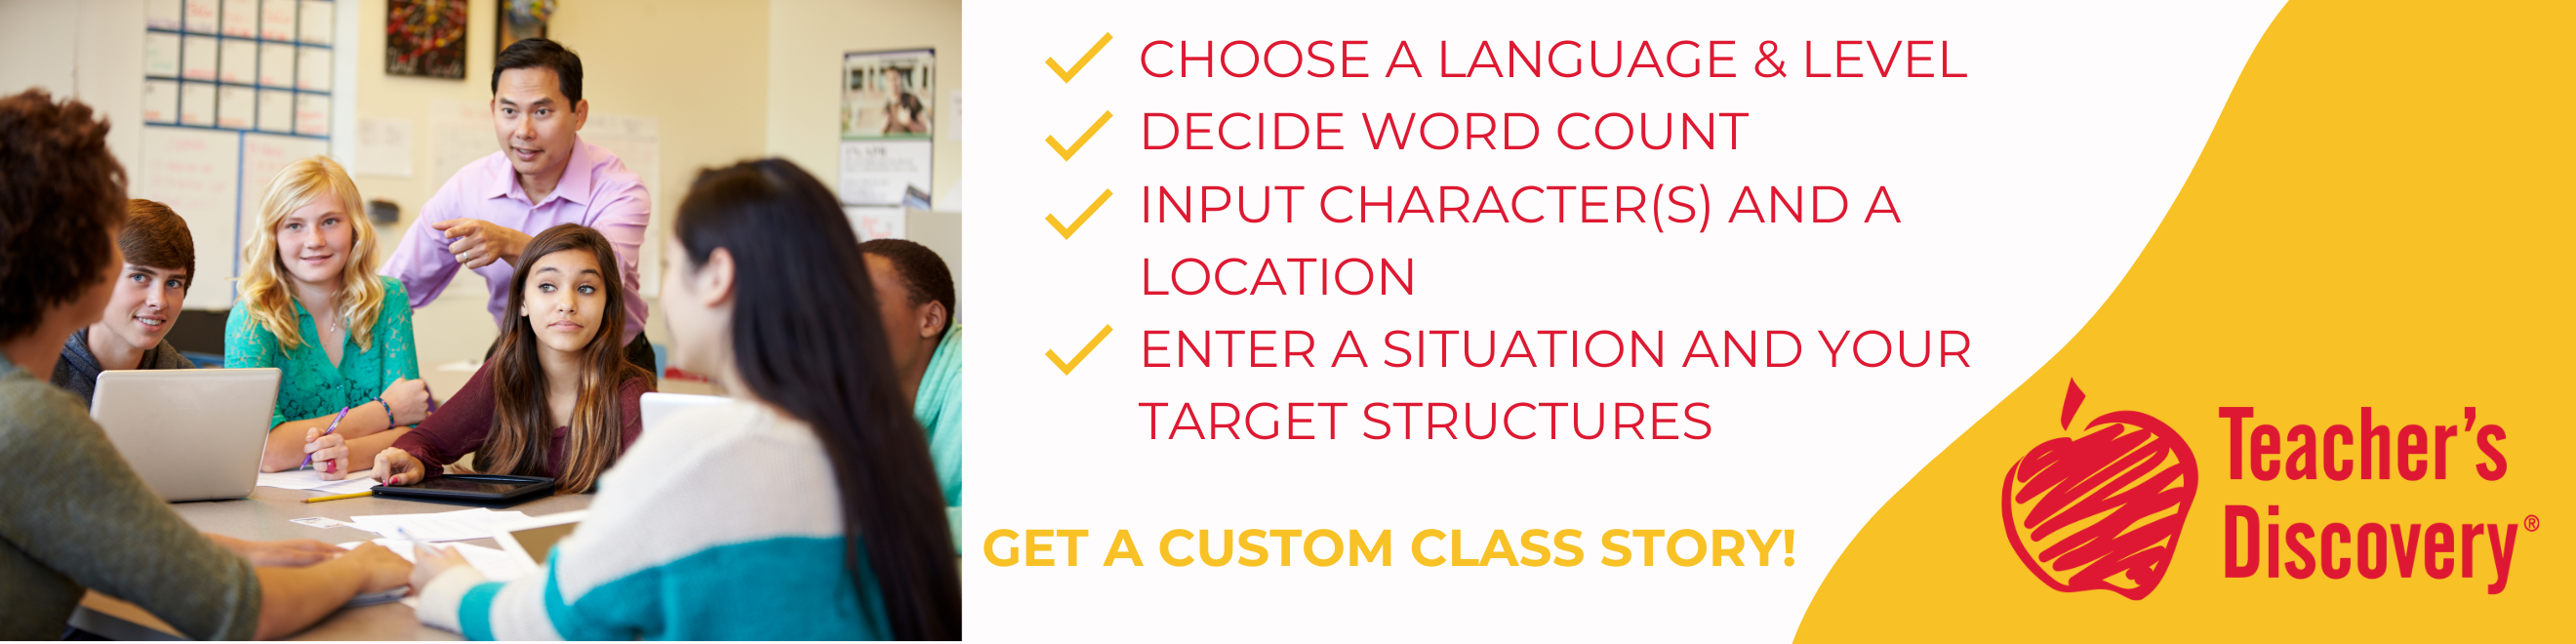 CHOOSE A LANGUAGE & LEVEL
DECIDE WORD COUNT
INPUT CHARACTER(S) AND A
LOCATION
ENTER A SITUATION AND YOUR
TARGET STRUCTURES
GET A CUSTOM CLASS STORY!
Teacher's
Discovery®